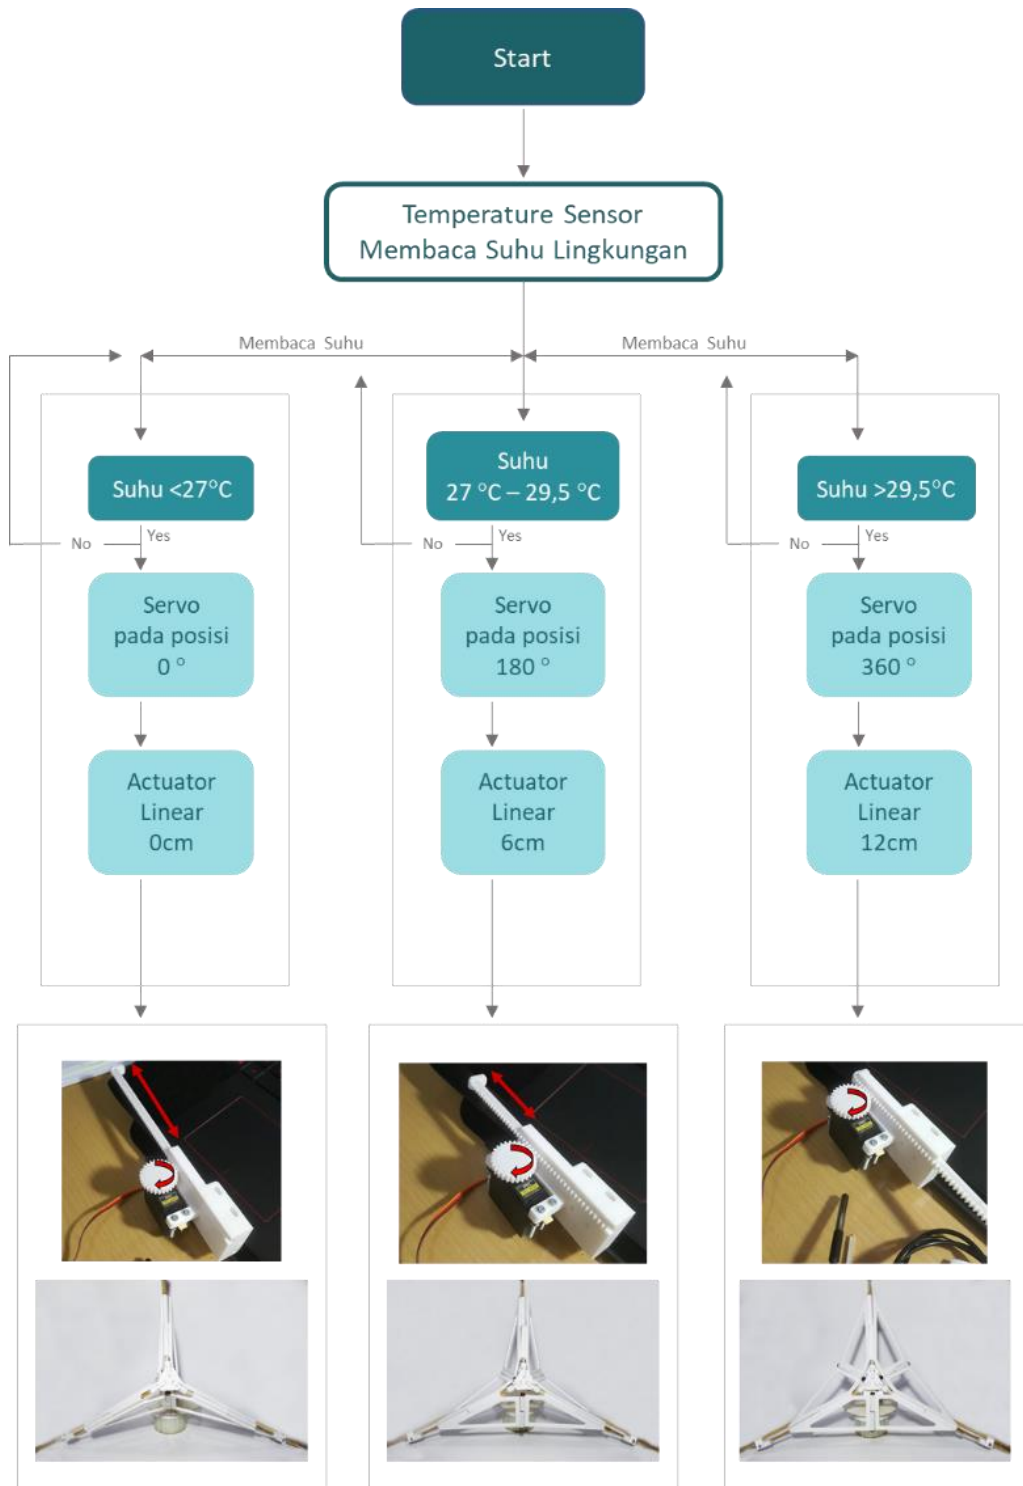 Start
Temperature Sensor
Membaca Suhu Lingkungan
Membaca Suhu
Membaca Suhu
Suhu <27°C
Yes
No
Servo
pada posisi
0 °
Actuator
Linear
0cm
Suhu
27 °C – 29,5 °C
Yes
No
Servo
pada posisi
180 °
Actuator
Linear
6cm
Suhu >29,5°C
Yes
No
Servo
pada posisi
360 °
Actuator
Linear
12cm